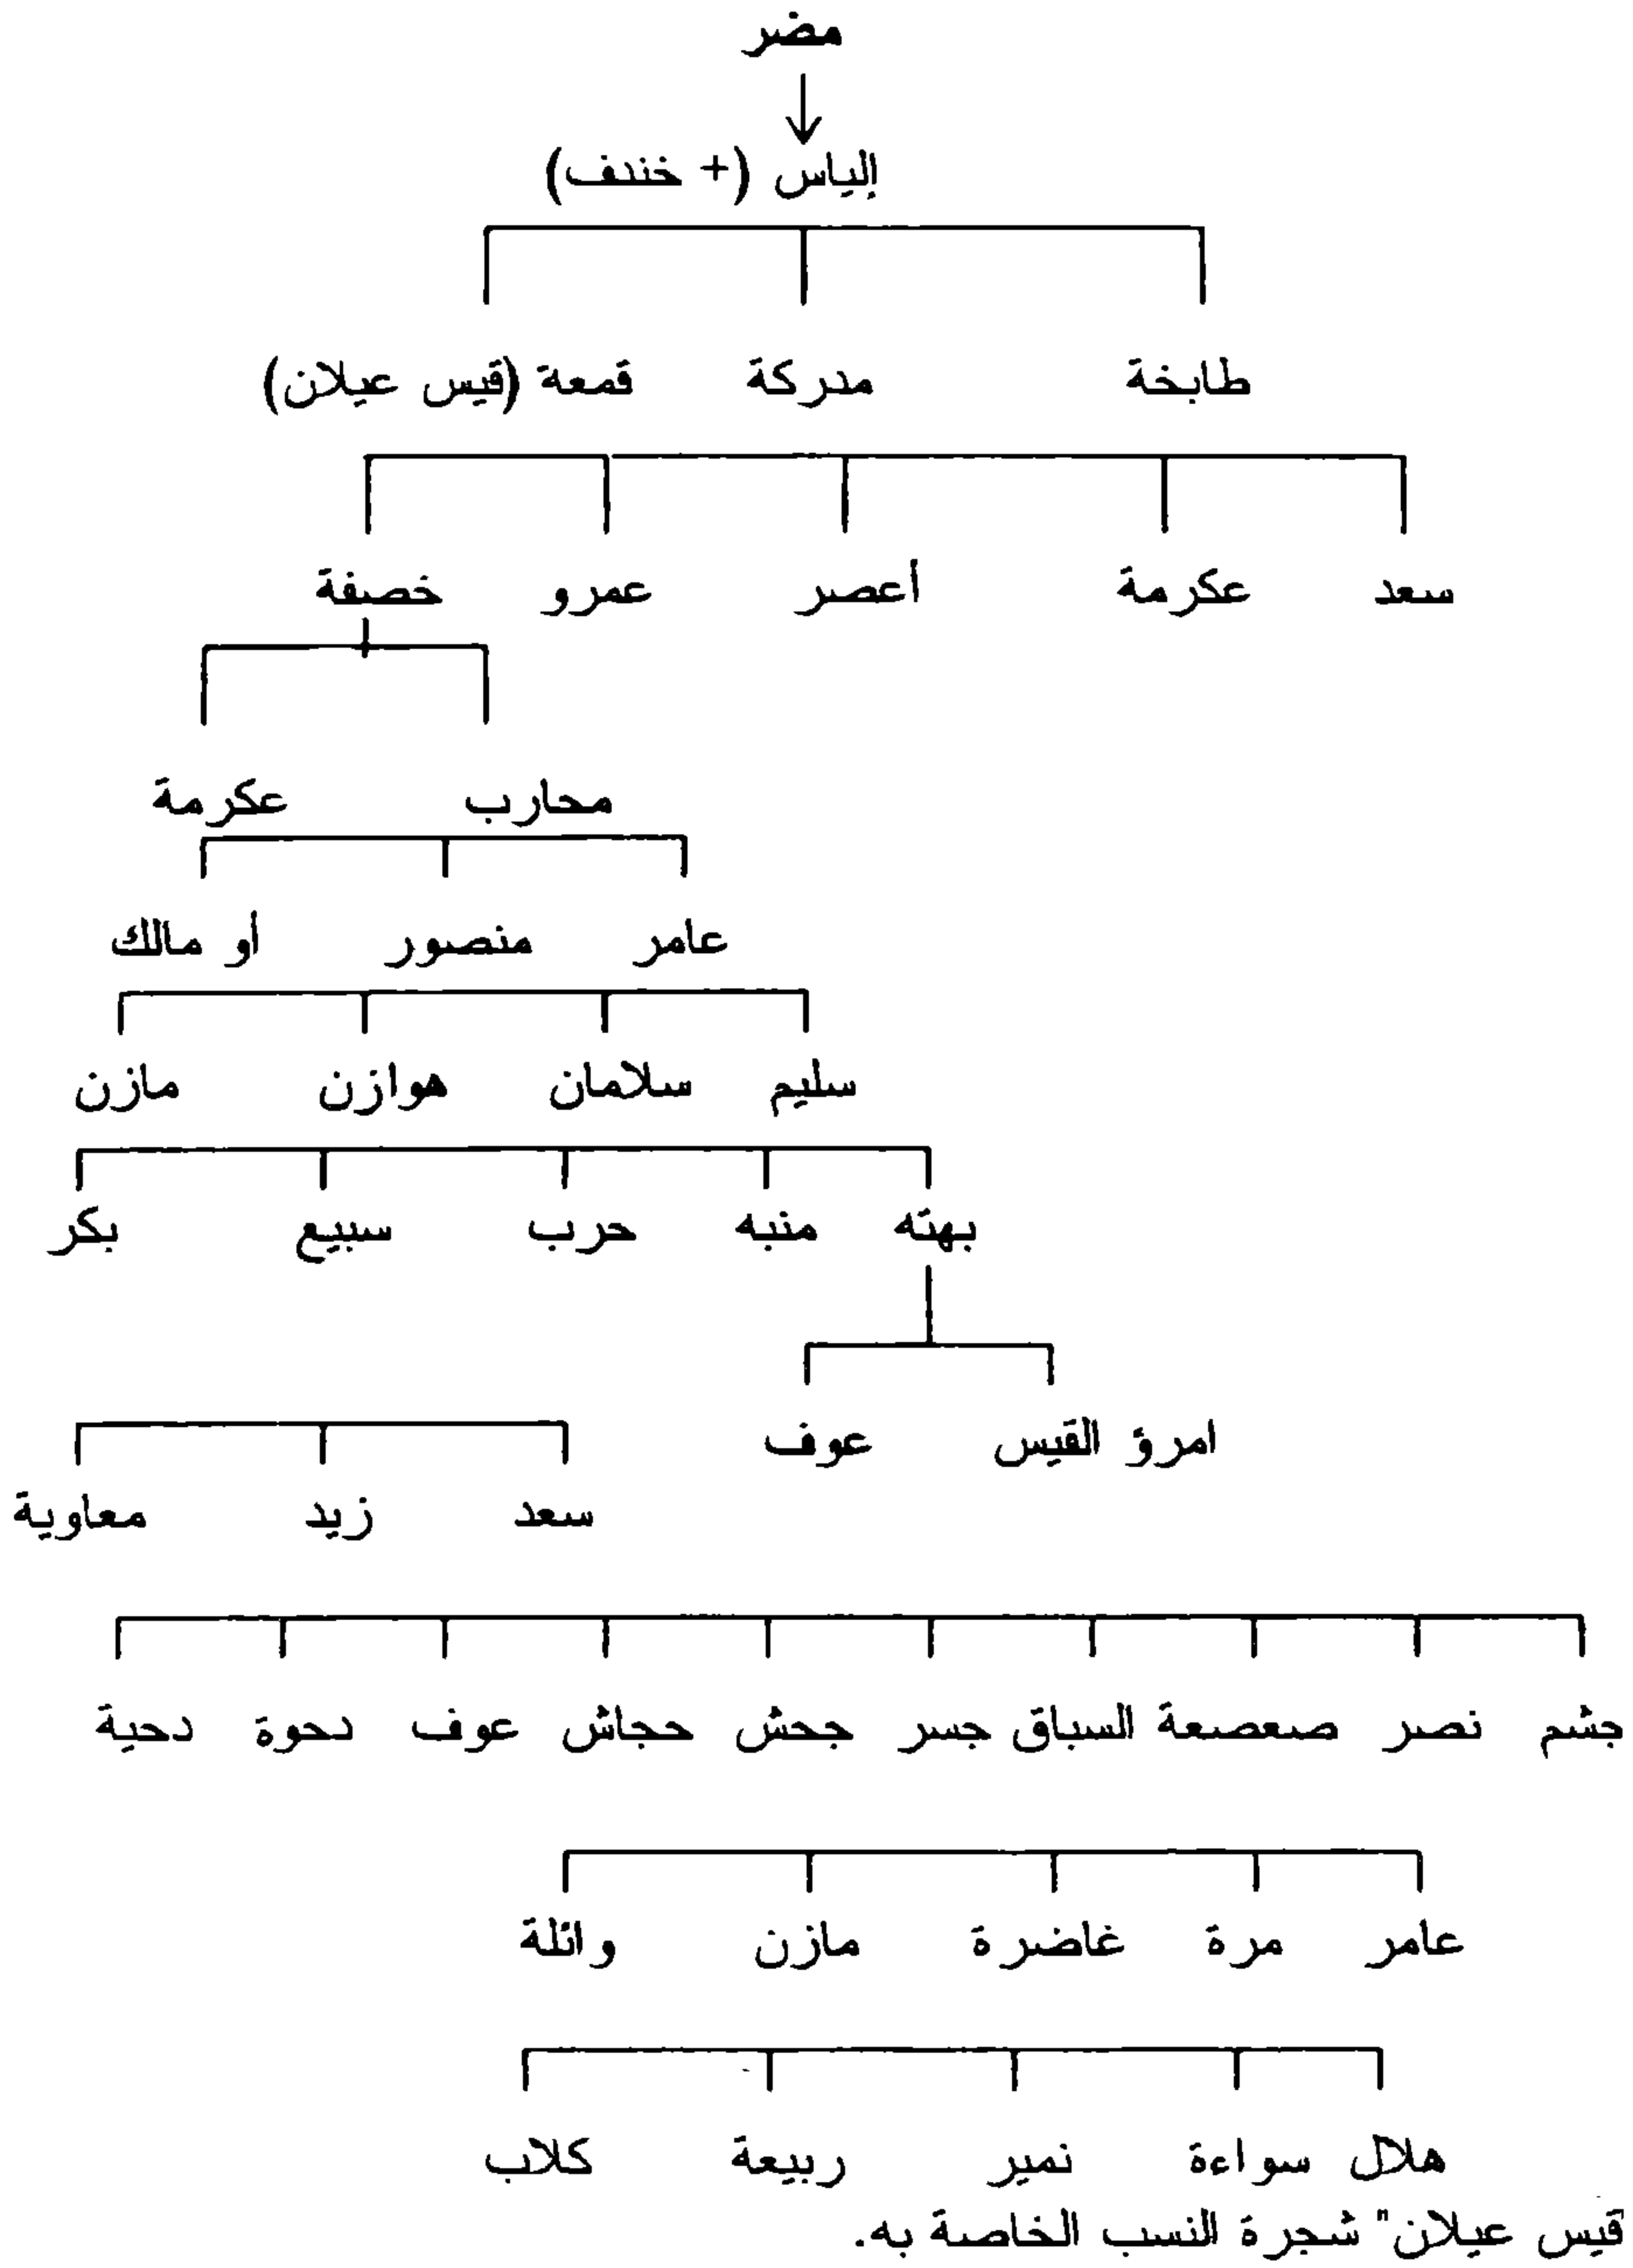 مضر
إلياس (+ خندف)
طابخة مدركة قمعة (قيس عيلان)
سعد عكرمة أعصر عمرو خصفة
محارب عكرمة
عامر منصور أو مالك
سليم سلامان هوازن مازن
بهته منبه حرب سبيع بكر
امرؤ القيس عوف
سعد زيد معاوية
جشم نصر صعصعة السباق جسر جحش حجاش عوف دحوة دحية
عامر مرة غاضرة مازن وائلة
هلال سواءة نمير ربيعة كلاب
قيس عيلان" شجرة النسب الخاصة به.